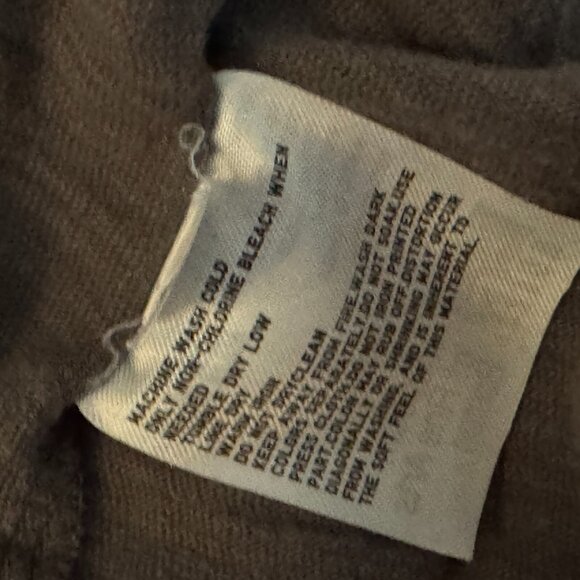 MACHINE WASH COLD
ONLY NON-CHLORINE BLEACH WHEN
NEEDED
TUMBLE DRY LOW
LINE DRY
WARM IRON
DO NOT DRYCLEAN
KEEP AWAY FROM FIRE.WASH DARK
COLORS SEPARATELY.DO NOT SOAK.USE
PRESS CLOTH.DO NOT IRON PRINTED
PART.COLOR MAY RUB OFF.DISTORTION
DIAGONALLY OR SHRINKING MAY OCCUR
FROM WASHING AND IS INHERENT TO
THE SOFT FEEL OF THIS MATERIAL.